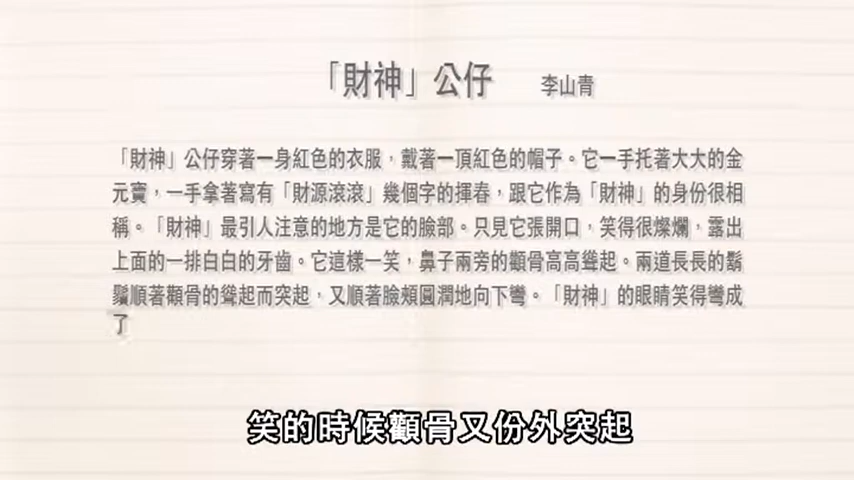 「財神」公仔　李山青
「財神」公仔穿著一身紅色的衣服，戴著一頂紅色的帽子。它一手托著大大的金
元寶，一手拿著寫有「財源滾滾」幾個字的揮春，跟它作為「財神」的身份很相
稱。「財神」最引人注意的地方是它的臉部。只見它張開口，笑得很燦爛，露出
上面的一排白白的牙齒。它這樣一笑，鼻子兩旁的顴骨高高聳起。兩道長長的鬍
鬚順著顴骨的聳起而突起，又順著臉頰圓潤地向下彎。「財神」的眼睛笑得彎成
了
笑的時候顴骨又份外突起